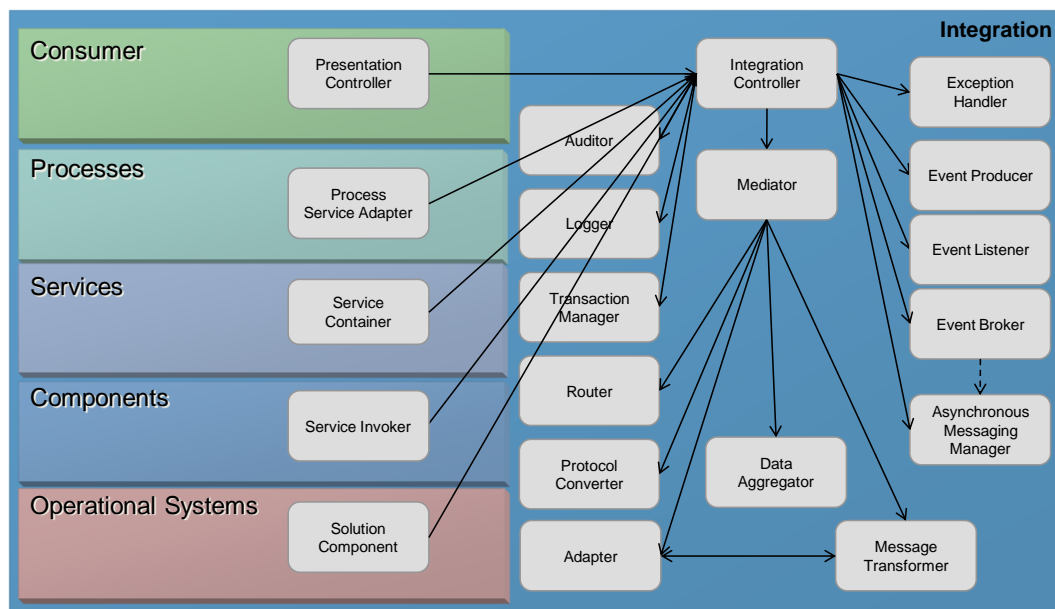 Integration
Consumer
Presentation
Controller
Integration
Controller
Exception
Handler
Auditor
Processes
Process
Service Adapter
Mediator
Event Producer
Logger
Event Listener
Services
Service
Container
Transaction
Manager
Event Broker
Components
Service Invoker
Router
Asynchronous
Messaging
Manager
Protocol
Converter
Data
Aggregator
Operational Systems
Solution
Component
Adapter
Message
Transformer